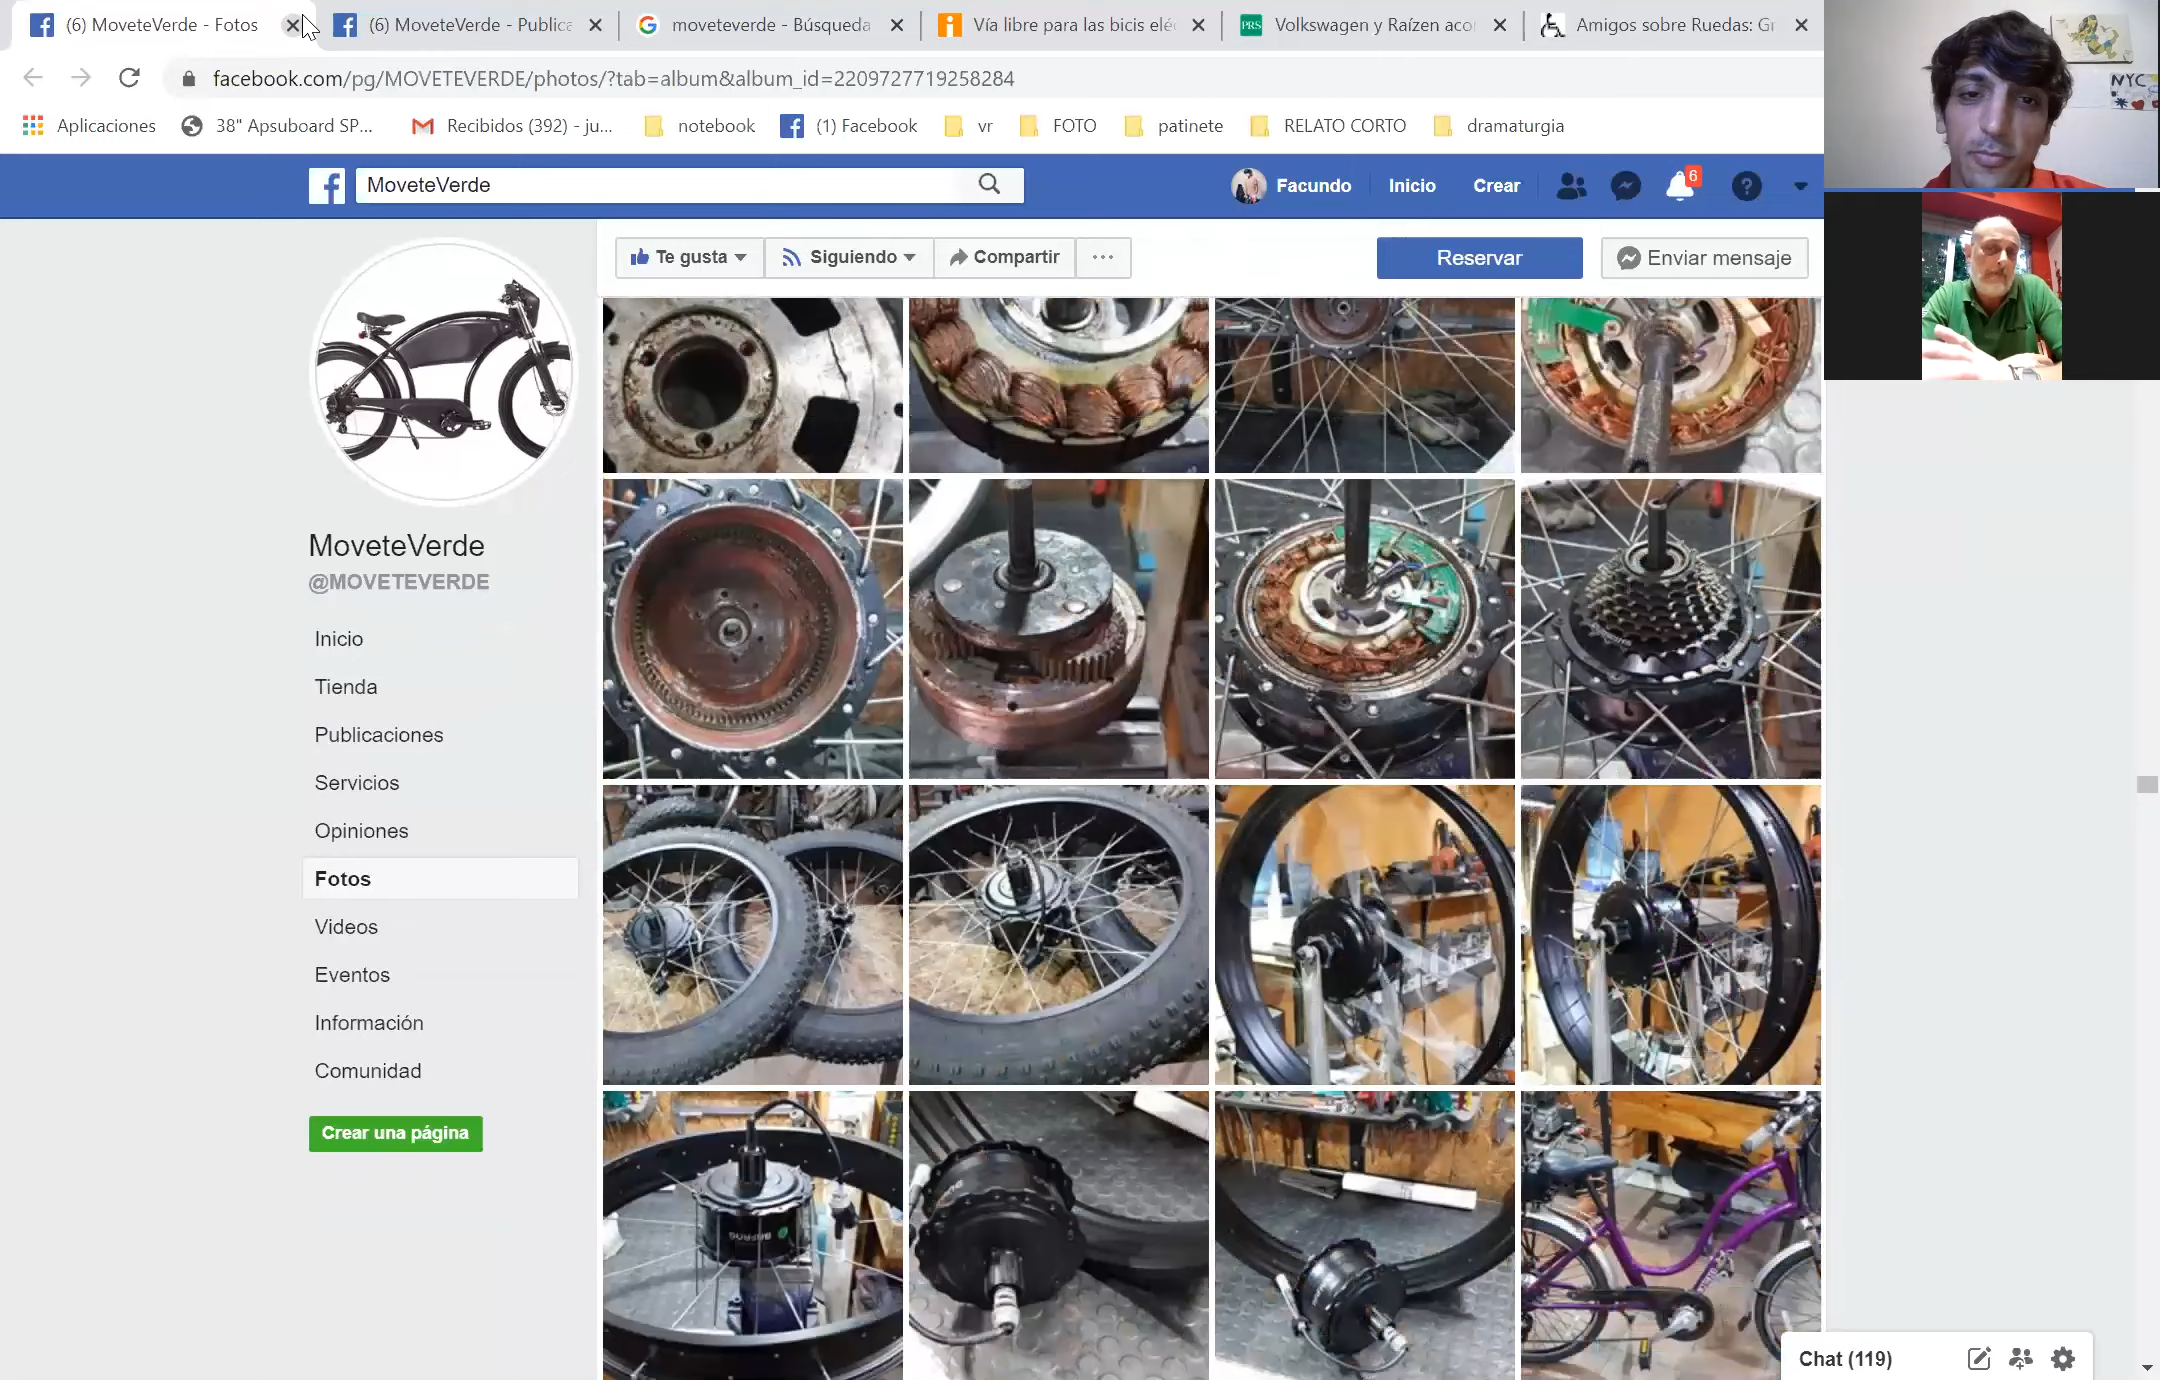 (6) MoveteVerde - Fotos
(6) MoveteVerde - Publica
moveteverde - Búsqueda
Vía libre para las bicis elé
Volkswagen y Raízen aco
Amigos sobre Ruedas: Gr
facebook.com/pg/MOVETEVERDE/photos/?tab=album&album_id=2209727719258284
Aplicaciones
38" Apsuboard SP...
Recibidos (392) - ju...
notebook
(1) Facebook
vr
FOTO
patinete
RELATO CORTO
dramaturgia
NYC
MoveteVerde
Facundo
Inicio
Crear
6
Te gusta
Siguiendo
Compartir
Reservar
Enviar mensaje
MoveteVerde
@MOVETEVERDE
Inicio
Tienda
Publicaciones
Servicios
Opiniones
Fotos
Videos
Eventos
Información
Comunidad
Crear una página
BAFANG
Chat (119)